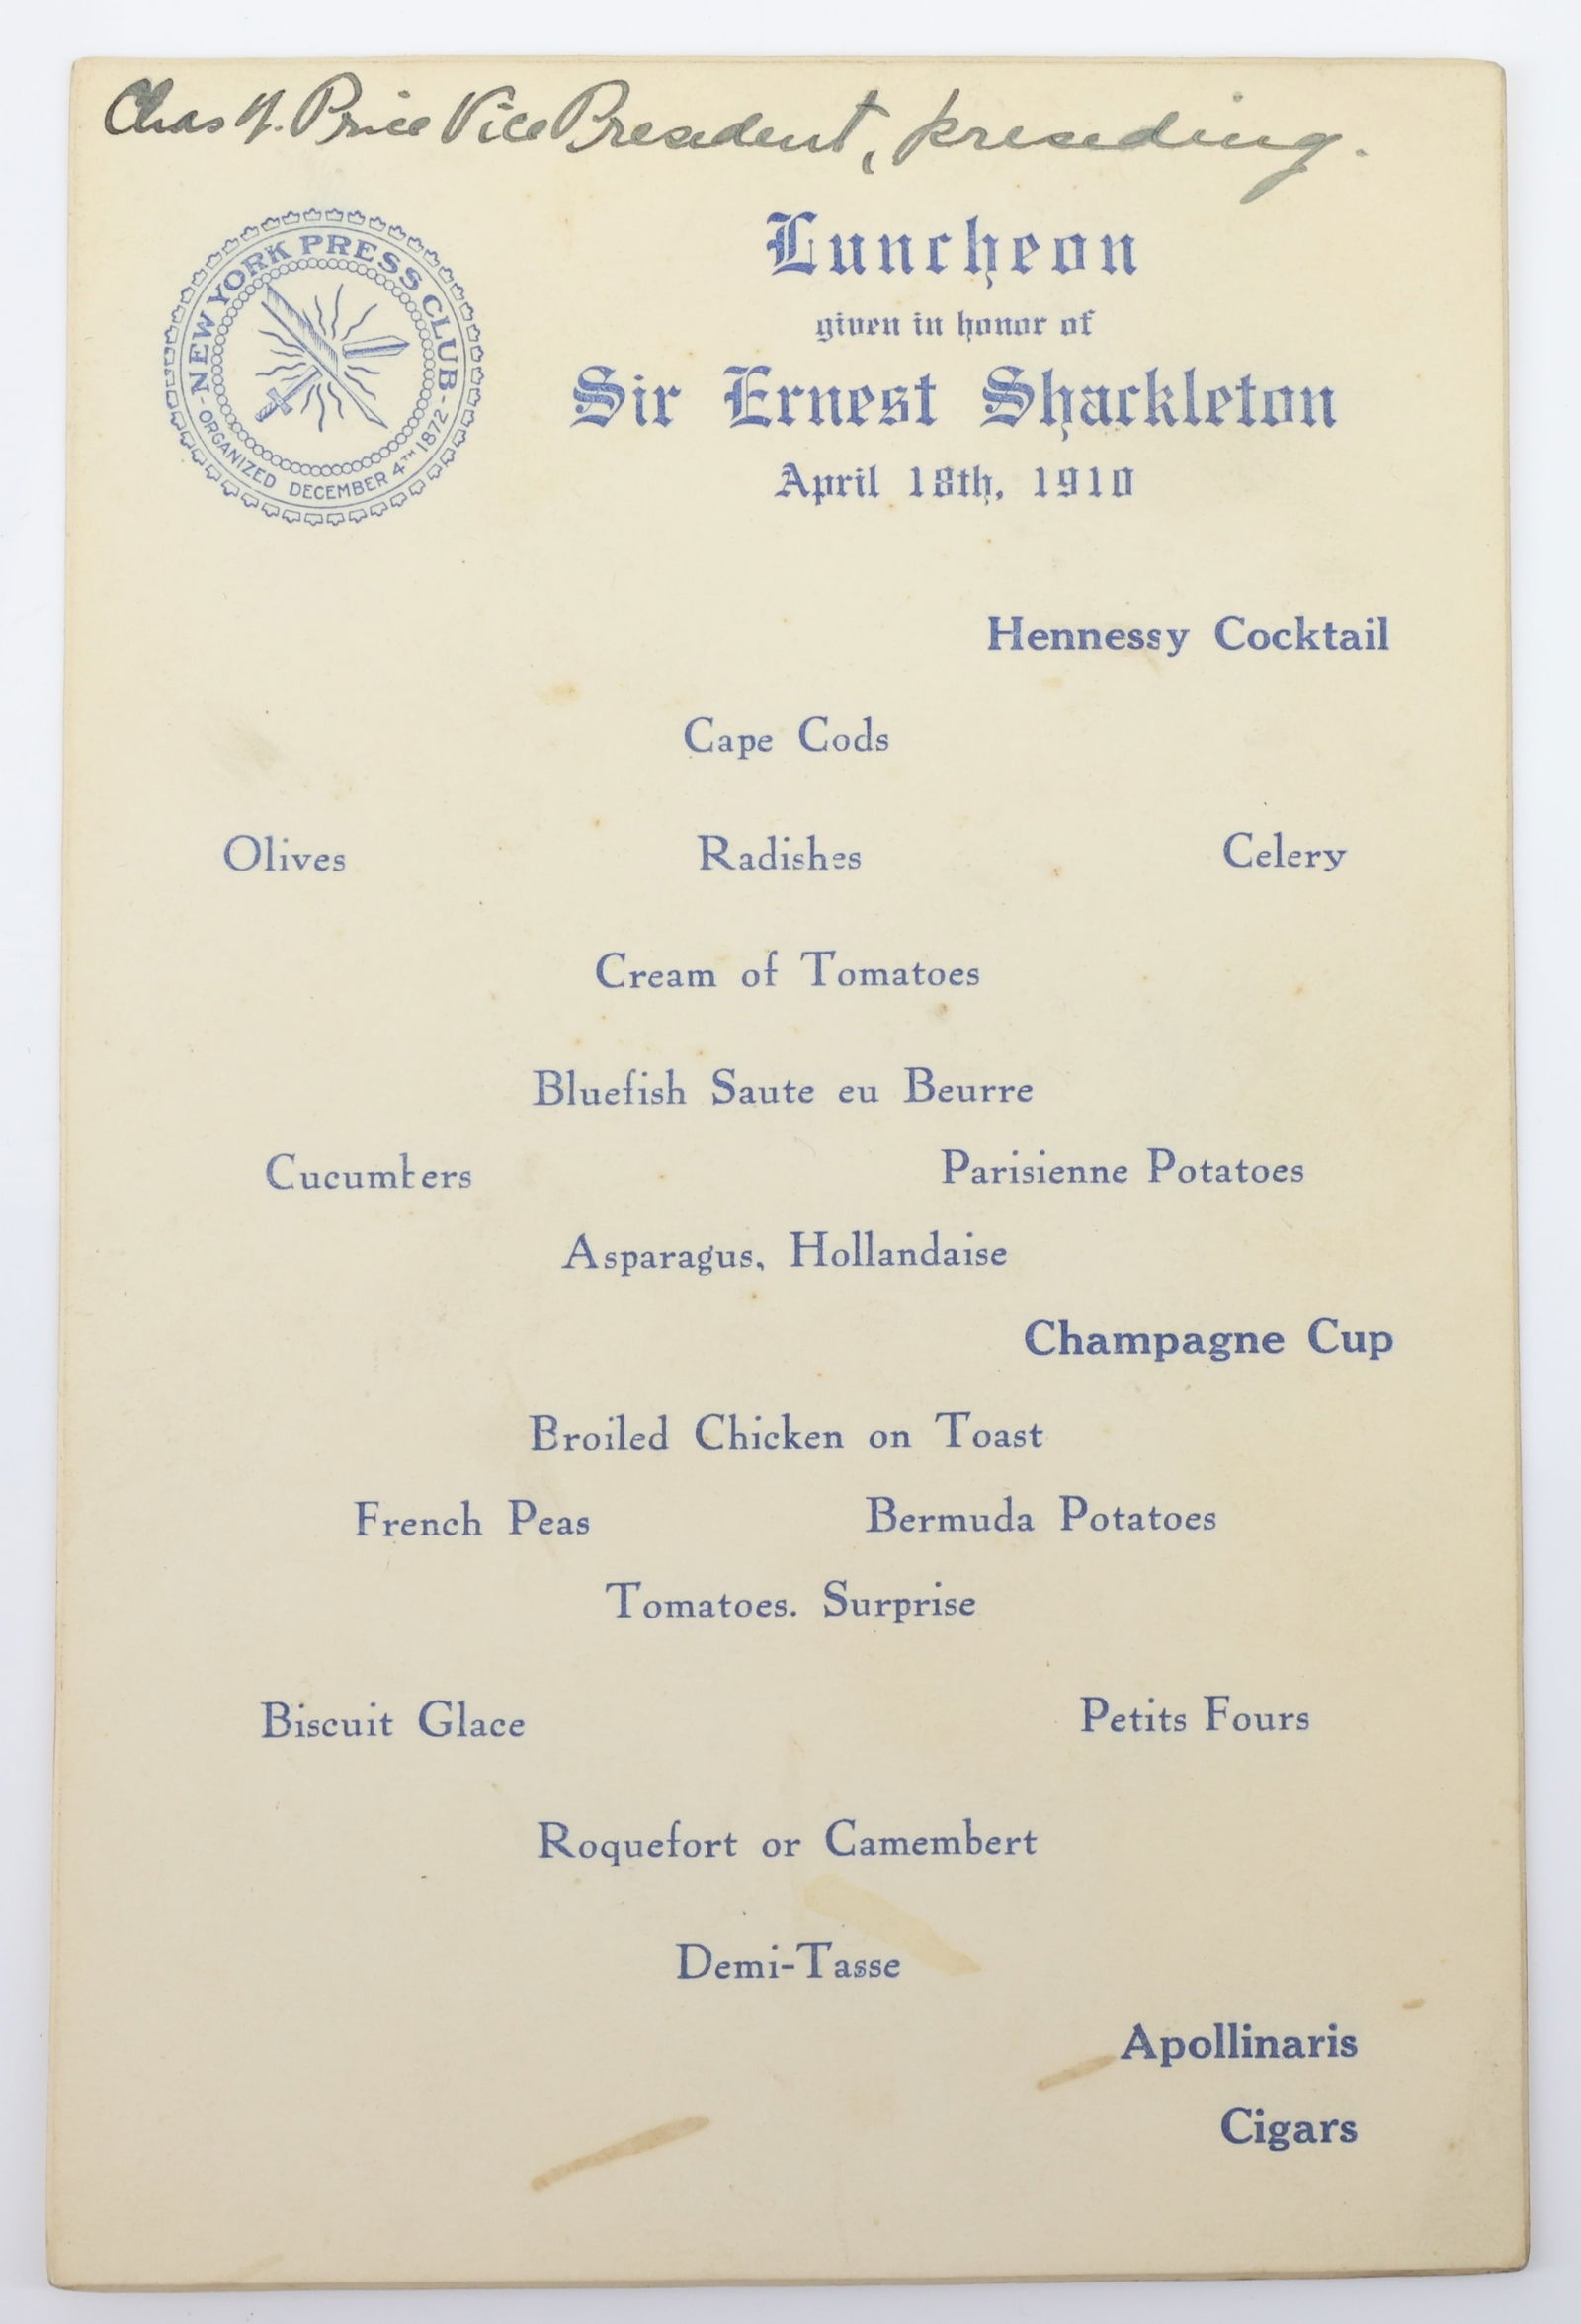 Chas H. Price Vice President, presiding.
NEW YORK PRESS CLUB
ORGANIZED DECEMBER 4TH 1872
Luncheon
given in honor of
Sir Ernest Shackleton
April 18th, 1910
Hennessy Cocktail
Cape Cods
Olives Radishes Celery
Cream of Tomatoes
Bluefish Saute eu Beurre
Cucumbers Parisienne Potatoes
Asparagus, Hollandaise
Champagne Cup
Broiled Chicken on Toast
French Peas Bermuda Potatoes
Tomatoes. Surprise
Biscuit Glace Petits Fours
Roquefort or Camembert
Demi-Tasse
Apollinaris
Cigars